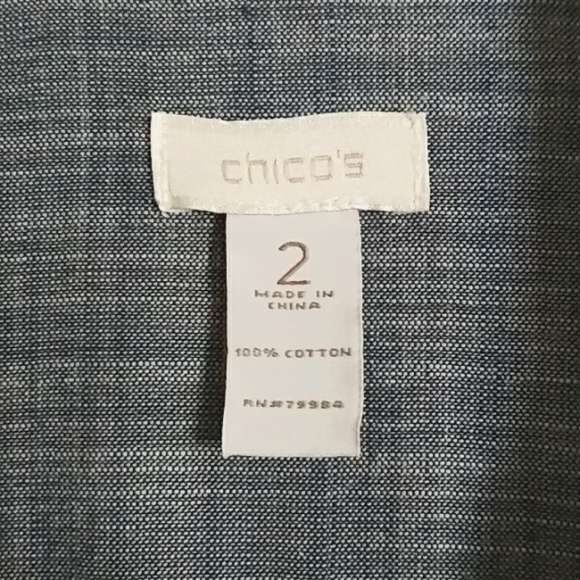 chico's
2
MADE IN
CHINA
100% COTTON
RN#79984